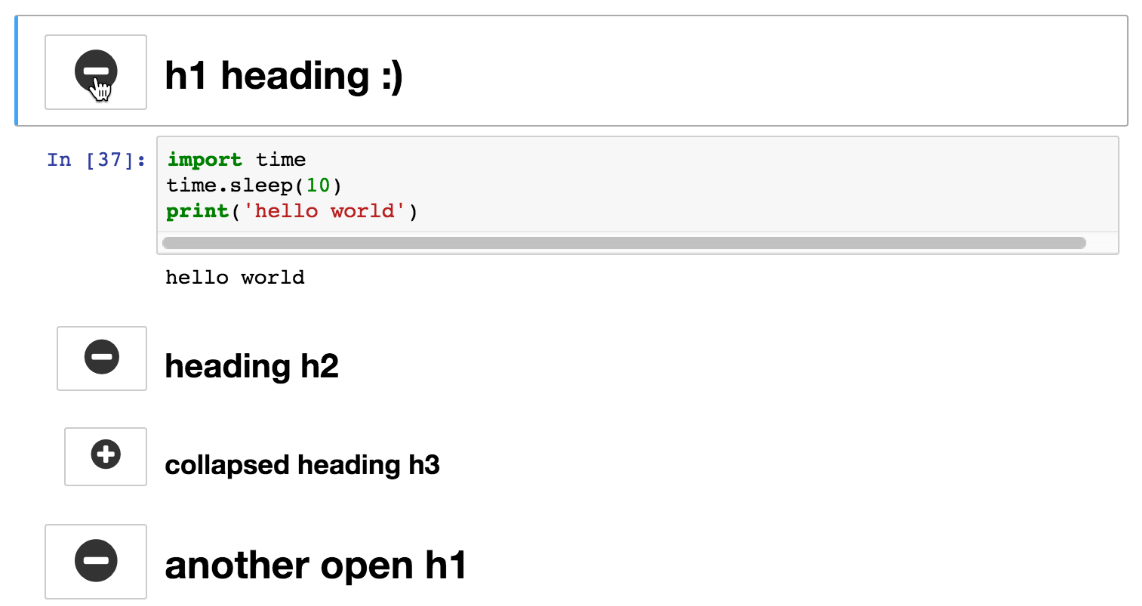 h1 heading :)
In [37]:
import time
time.sleep(10)
print('hello world')
hello world
heading h2
collapsed heading h3
another open h1